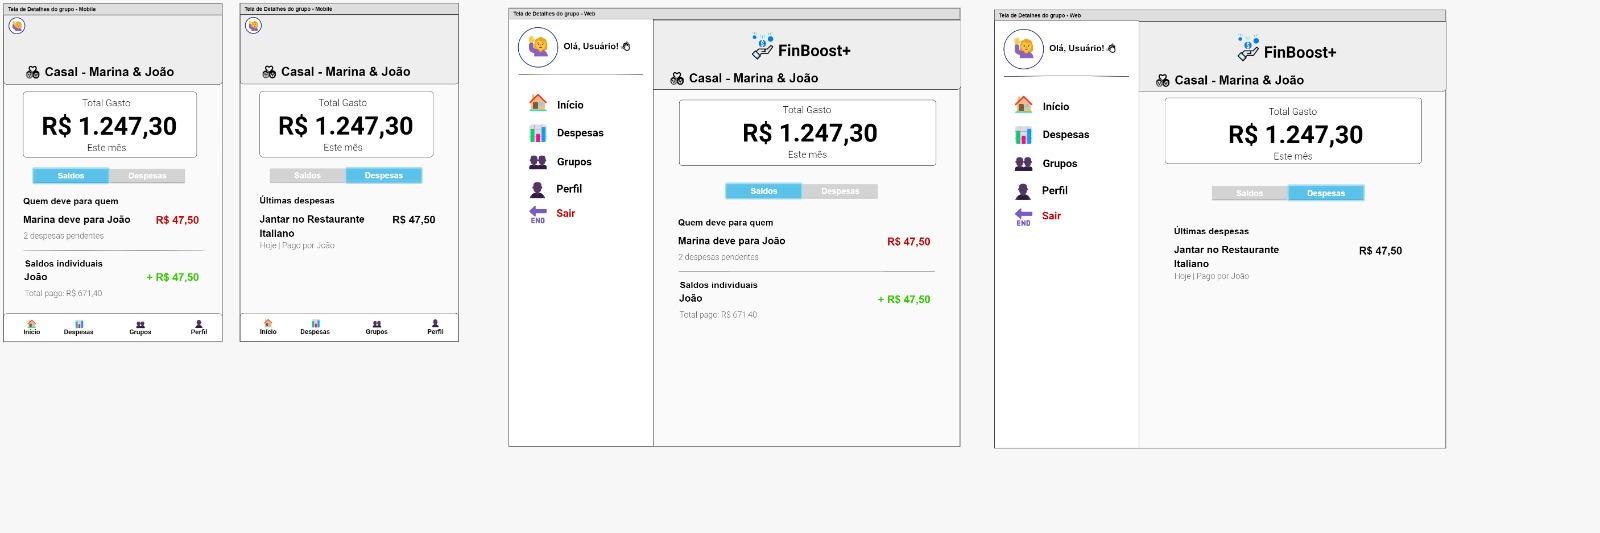 Tela de Detalhes do grupo - Mobile
Casal - Marina & João
Total Gasto
R$ 1.247,30
Este mês
Saldos Despesas
Quem deve para quem
Marina deve para João R$ 47,50
2 despesas pendentes
Saldos individuais
João + R$ 47,50
Total pago: R$ 671,40
Início Despesas Grupos Perfil
Tela de Detalhes do grupo - Mobile
Casal - Marina & João
Total Gasto
R$ 1.247,30
Este mês
Saldos Despesas
Últimas despesas
Jantar no Restaurante R$ 47,50
Italiano
Hoje | Pago por João
Início Despesas Grupos Perfil
Tela de Detalhes do grupo - Web
Olá, Usuário!
Início
Despesas
Grupos
Perfil
END Sair
FinBoost+
Casal - Marina & João
Total Gasto
R$ 1.247,30
Este mês
Saldos Despesas
Quem deve para quem
Marina deve para João R$ 47,50
2 despesas pendentes
Saldos individuais
João + R$ 47,50
Total pago: R$ 671,40
Tela de Detalhes do grupo - Web
Olá, Usuário!
Início
Despesas
Grupos
Perfil
END Sair
FinBoost+
Casal - Marina & João
Total Gasto
R$ 1.247,30
Este mês
Saldos Despesas
Últimas despesas
Jantar no Restaurante R$ 47,50
Italiano
Hoje | Pago por João